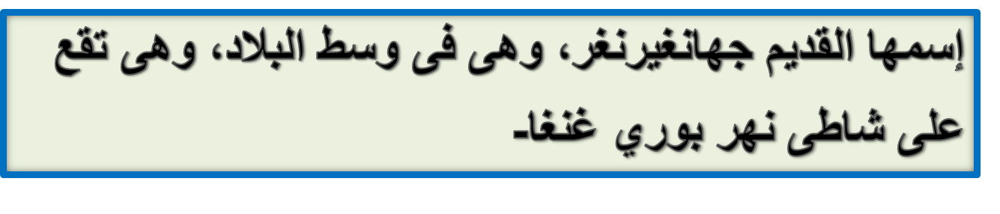 إسمها القديم جهانغيرنغر، وهى فى وسط البلاد، وهى تقع
على شاطى نهر بوري غنغا-